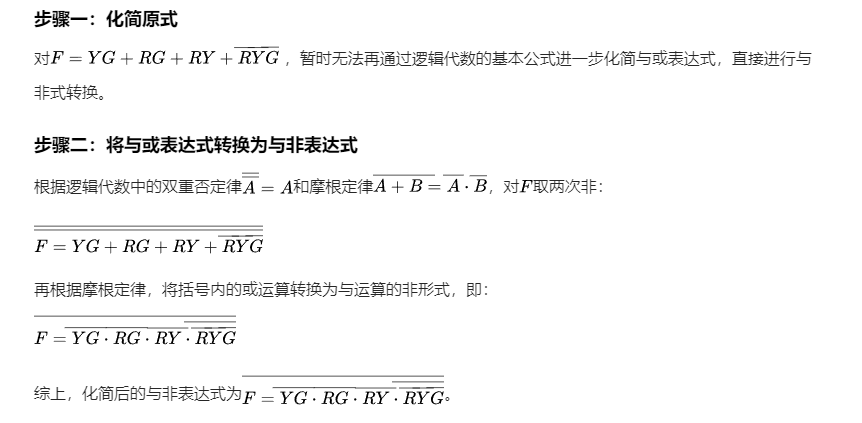 步骤一：化简原式
对F = YG + RG + RY + \overline{\overline{RYG}}，暂时无法再通过逻辑代数的基本公式进一步化简与或表达式，直接进行与
非式转换。
步骤二：将与或表达式转换为与非表达式
根据逻辑代数中的双重否定律\overline{\overline{A}} = A和摩根定律\overline{A + B} = \overline{A} · \overline{B}，对F取两次非：
\overline{\overline{F = YG + RG + RY + \overline{\overline{RYG}}}}
再根据摩根定律，将括号内的或运算转换为与运算的非形式，即：
\overline{F = \overline{YG · RG · RY} · \overline{\overline{\overline{RYG}}}}
综上，化简后的与非表达式为\overline{F = \overline{YG · RG · RY} · \overline{\overline{\overline{RYG}}}}。